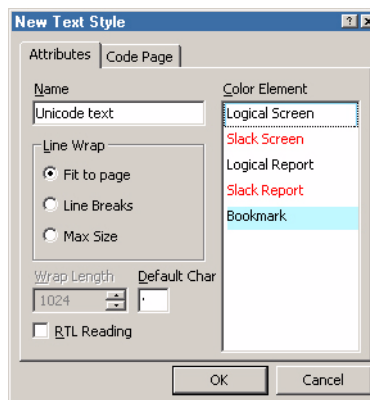 New Text Style
Attributes
Code Page
Name
Unicode text
Line Wrap
Fit to page
Line Breaks
Max Size
Wrap Length
1024
Default Char
·
RTL Reading
Color Element
Logical Screen
Slack Screen
Logical Report
Slack Report
Bookmark
OK
Cancel